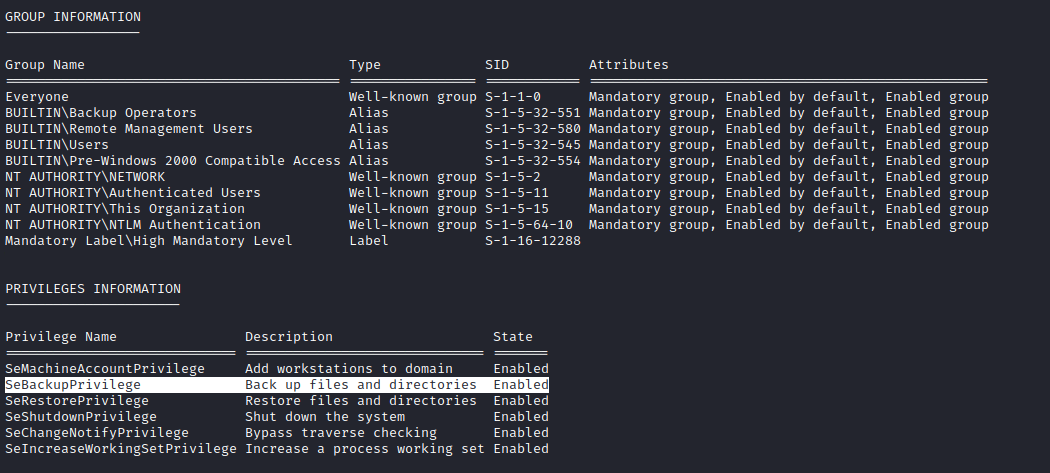 GROUP INFORMATION
Group Name Type SID Attributes
Everyone Well-known group S-1-1-0 Mandatory group, Enabled by default, Enabled group
BUILTIN\Backup Operators Alias S-1-5-32-551 Mandatory group, Enabled by default, Enabled group
BUILTIN\Remote Management Users Alias S-1-5-32-580 Mandatory group, Enabled by default, Enabled group
BUILTIN\Users Alias S-1-5-32-545 Mandatory group, Enabled by default, Enabled group
BUILTIN\Pre-Windows 2000 Compatible Access Alias S-1-5-32-554 Mandatory group, Enabled by default, Enabled group
NT AUTHORITY\NETWORK Well-known group S-1-5-2 Mandatory group, Enabled by default, Enabled group
NT AUTHORITY\Authenticated Users Well-known group S-1-5-11 Mandatory group, Enabled by default, Enabled group
NT AUTHORITY\This Organization Well-known group S-1-5-15 Mandatory group, Enabled by default, Enabled group
NT AUTHORITY\NTLM Authentication Well-known group S-1-5-64-10 Mandatory group, Enabled by default, Enabled group
Mandatory Label\High Mandatory Level Label S-1-16-12288
PRIVILEGES INFORMATION
Privilege Name Description State
SeMachineAccountPrivilege Add workstations to domain Enabled
SeBackupPrivilege Back up files and directories Enabled
SeRestorePrivilege Restore files and directories Enabled
SeShutdownPrivilege Shut down the system Enabled
SeChangeNotifyPrivilege Bypass traverse checking Enabled
SeIncreaseWorkingSetPrivilege Increase a process working set Enabled